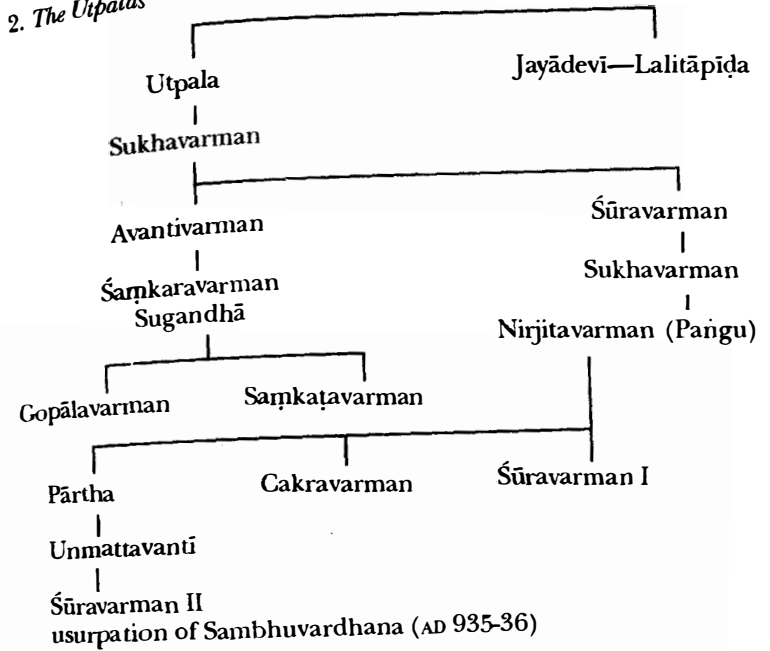 2. The Utpalas
Utpala
Jayādevī—Lalitāpīḍa
Sukhavarman
Avantivarman
Śūravarman
Śaṃkaravarman
Sukhavarman
Sugandhā
Nirjitavarman (Paṅgu)
Gopālavarman
Saṃkaṭavarman
Pārtha
Cakravarman
Śūravarman I
Unmattavantī
Śūravarman II
usurpation of Sambhuvardhana (AD 935-36)